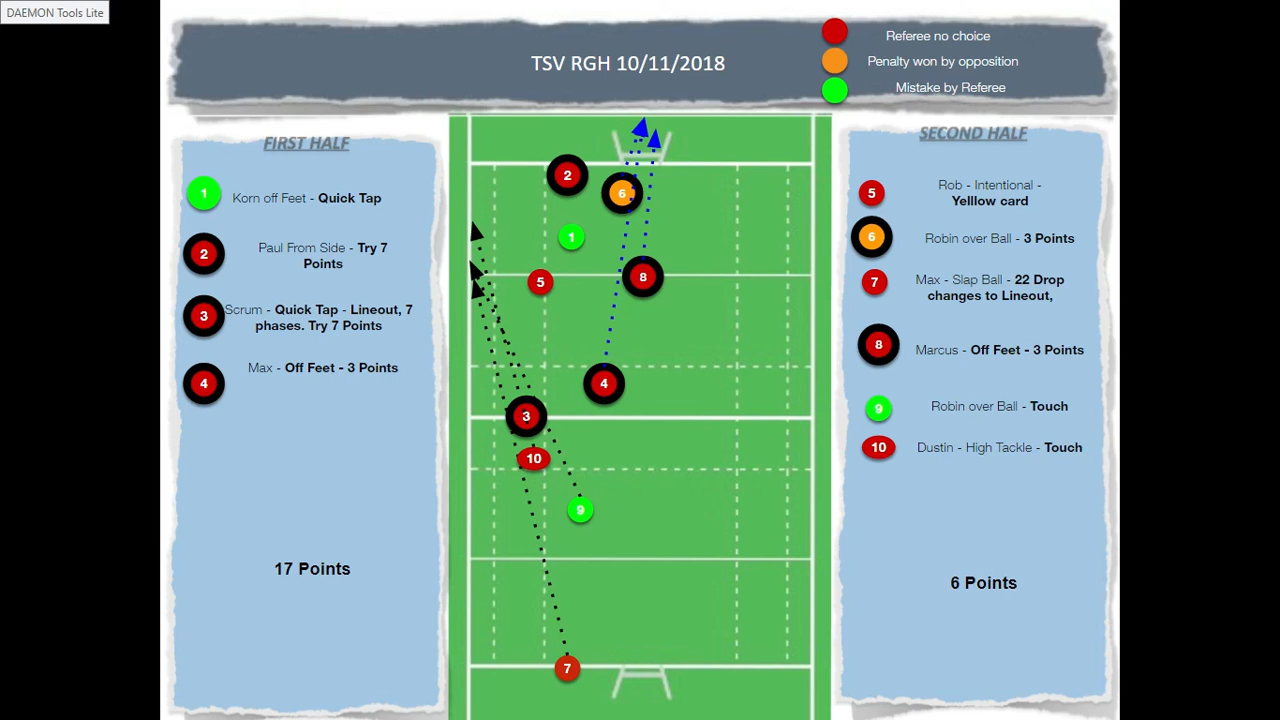 DAEMON Tools Lite
TSV RGH 10/11/2018
Referee no choice
Penalty won by opposition
Mistake by Referee
FIRST HALF
1 Korn off Feet - Quick Tap
2 Paul From Side - Try 7
Points
3 Scrum - Quick Tap - Lineout, 7
phases. Try 7 Points
4 Max - Off Feet - 3 Points
17 Points
2
6
1
5
8
4
3
10
9
7
SECOND HALF
5 Rob - Intentional -
Yelllow card
6 Robin over Ball - 3 Points
7 Max - Slap Ball - 22 Drop
changes to Lineout,
8 Marcus - Off Feet - 3 Points
9 Robin over Ball - Touch
10 Dustin - High Tackle - Touch
6 Points